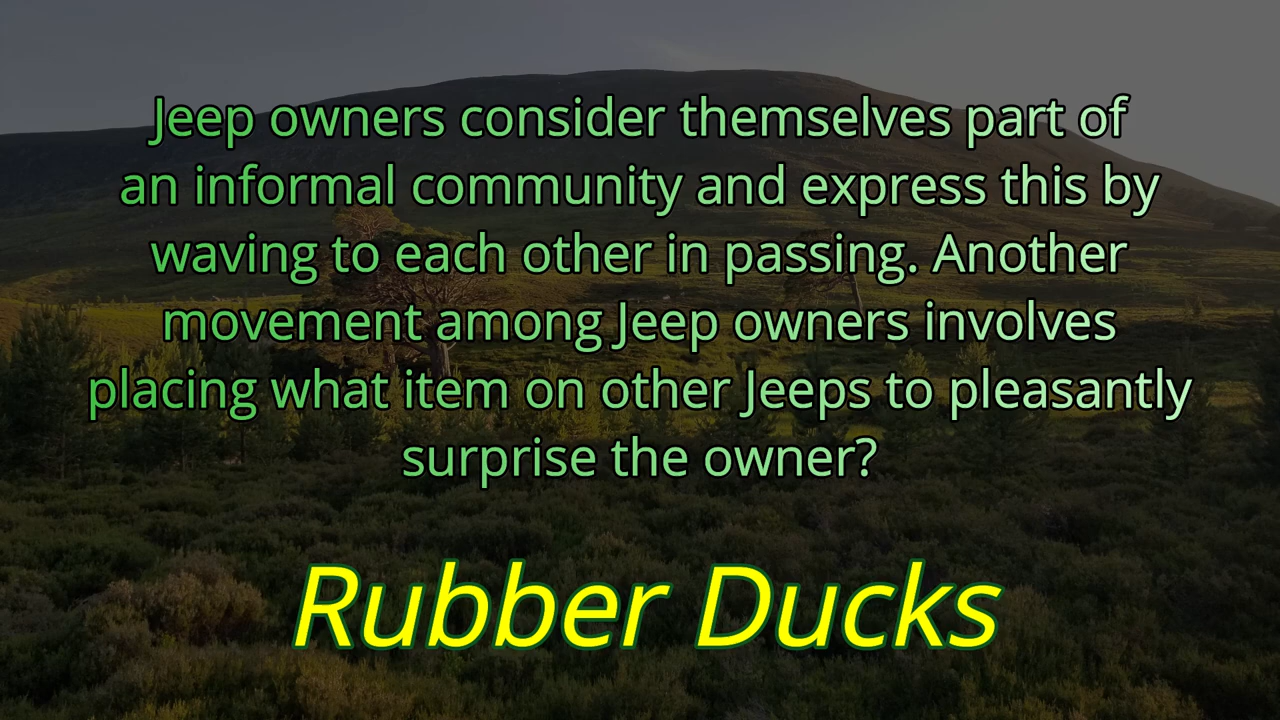 Jeep owners consider themselves part of
an informal community and express this by
waving to each other in passing. Another
movement among Jeep owners involves
placing what item on other Jeeps to pleasantly
surprise the owner?
Rubber Ducks